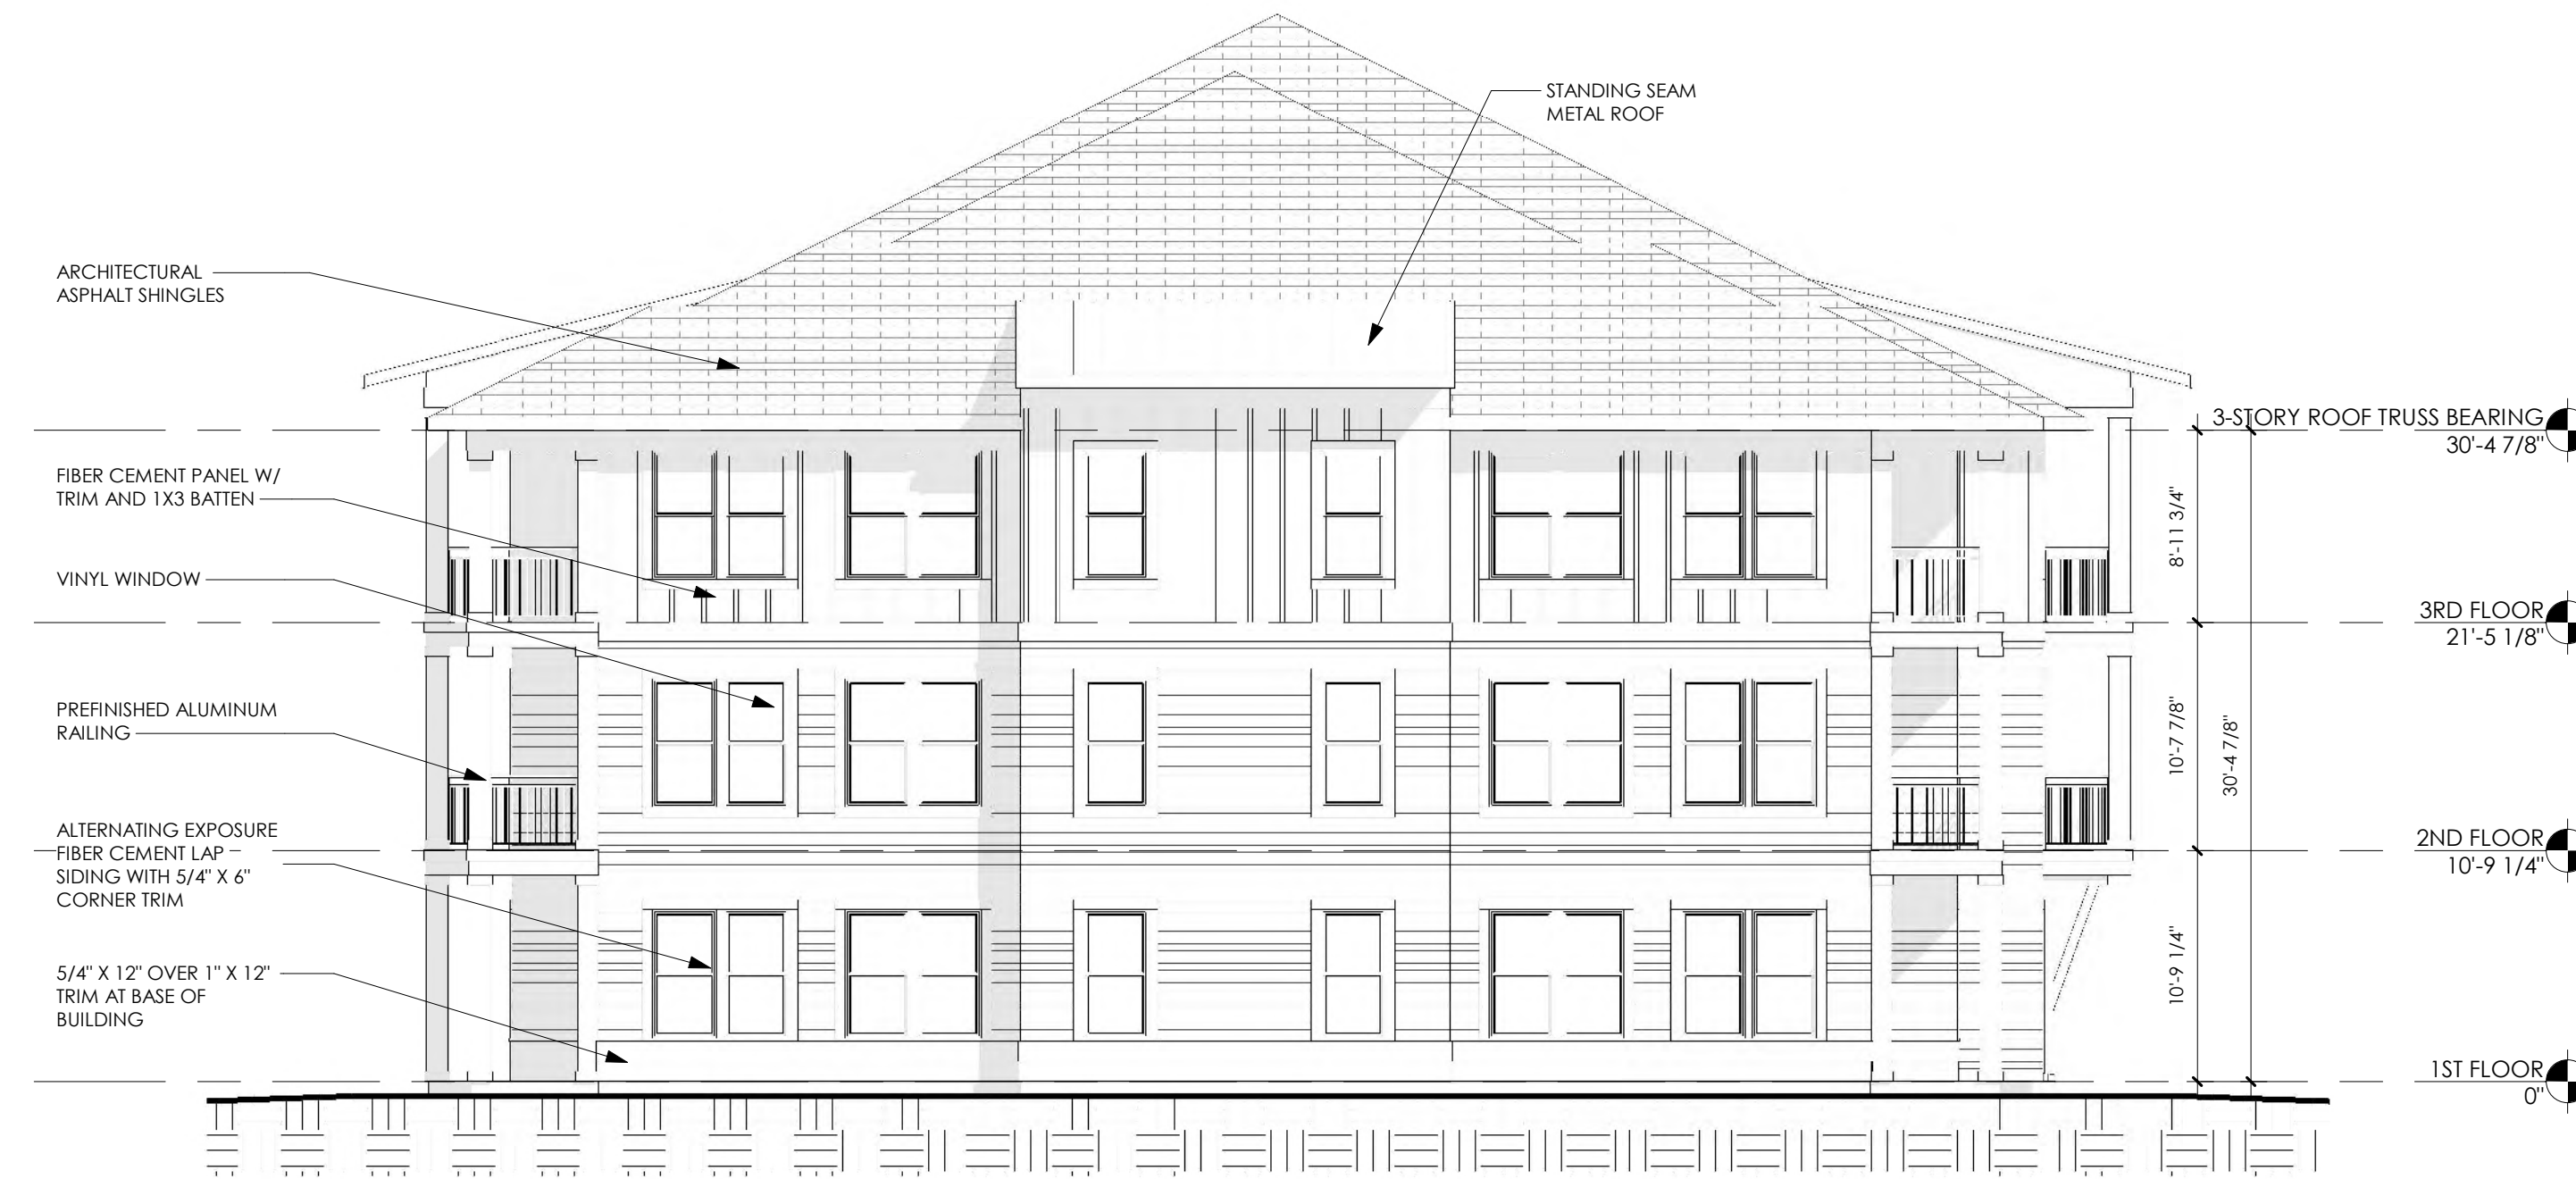 STANDING SEAM
METAL ROOF
ARCHITECTURAL
ASPHALT SHINGLES
3-STORY ROOF TRUSS BEARING
30'-4 7/8"
FIBER CEMENT PANEL W/
TRIM AND 1X3 BATTEN
8'-11 3/4"
VINYL WINDOW
3RD FLOOR
21'-5 1/8"
PREFINISHED ALUMINUM
RAILING
10'-7 7/8"
30'-4 7/8"
ALTERNATING EXPOSURE
FIBER CEMENT LAP
SIDING WITH 5/4" X 6"
CORNER TRIM
2ND FLOOR
10'-9 1/4"
10'-9 1/4"
5/4" X 12" OVER 1" X 12"
TRIM AT BASE OF
BUILDING
1ST FLOOR
0"